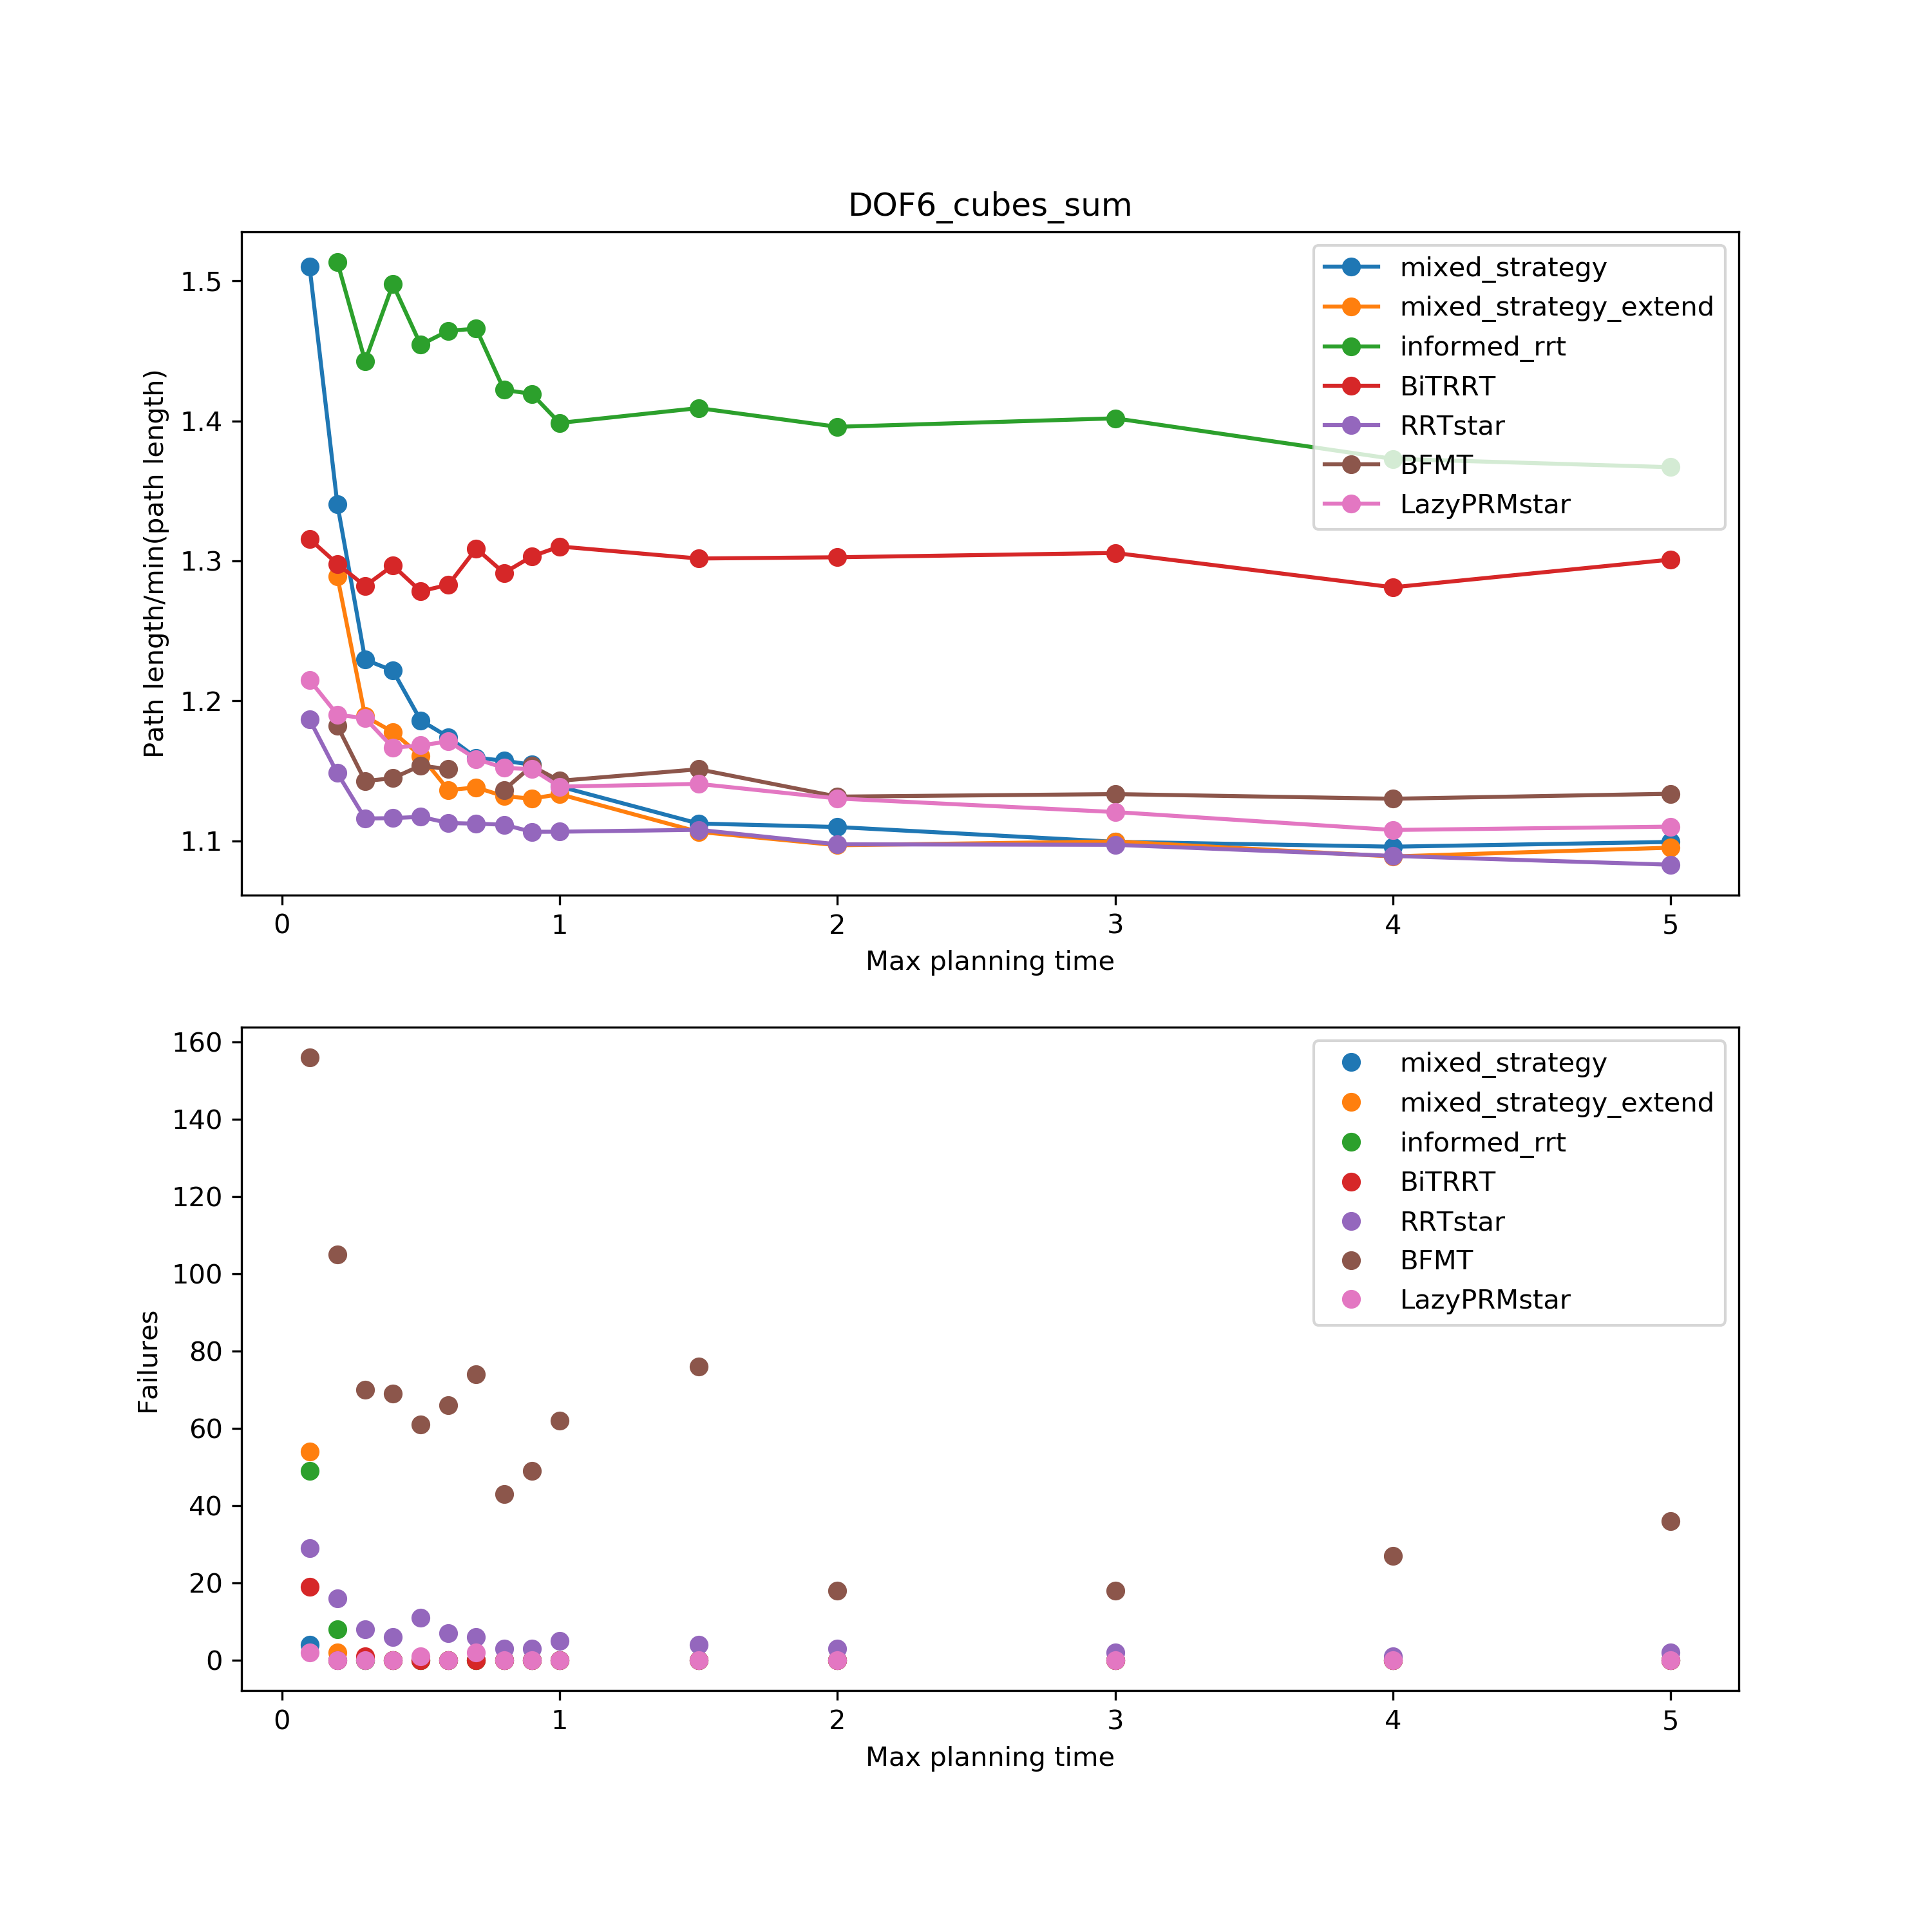 DOF6_cubes_sum
1.5
1.4
1.3
1.2
1.1
Path length/min(path length)
mixed_strategy
mixed_strategy_extend
informed_rrt
BiTRRT
RRTstar
BFMT
LazyPRMstar
0 1 2 3 4 5
Max planning time
160
140
120
100
80
60
40
20
0
Failures
mixed_strategy
mixed_strategy_extend
informed_rrt
BiTRRT
RRTstar
BFMT
LazyPRMstar
0 1 2 3 4 5
Max planning time